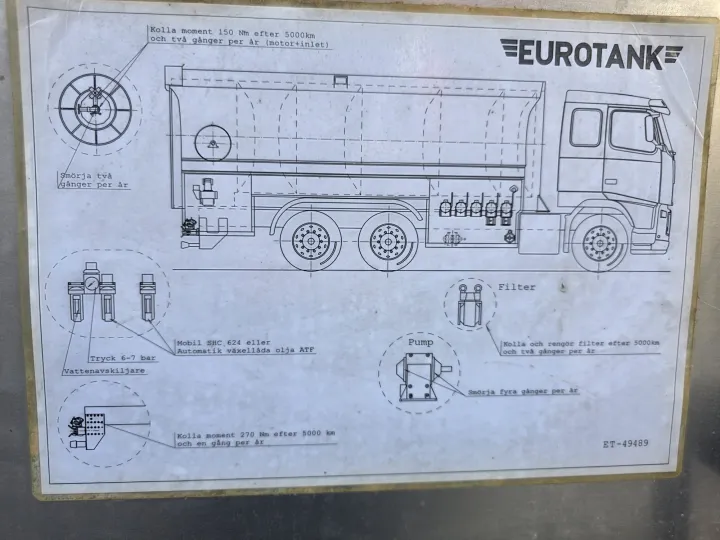 Kolla moment 150 Nm efter 5000km
och två gånger per år (motor+inlet)
EUROTANK
Smörja två
gånger per år
Filter
Kolla och rengör filter efter 5000km
och två gånger per år
Mobil SHC 624 eller
Automatik växellåda olja ATF
Tryck 6-7 bar
Vattenavskiljare
Pump
Smörja fyra gånger per år
Kolla moment 270 Nm efter 5000 km
och en gång per år
ET-49489